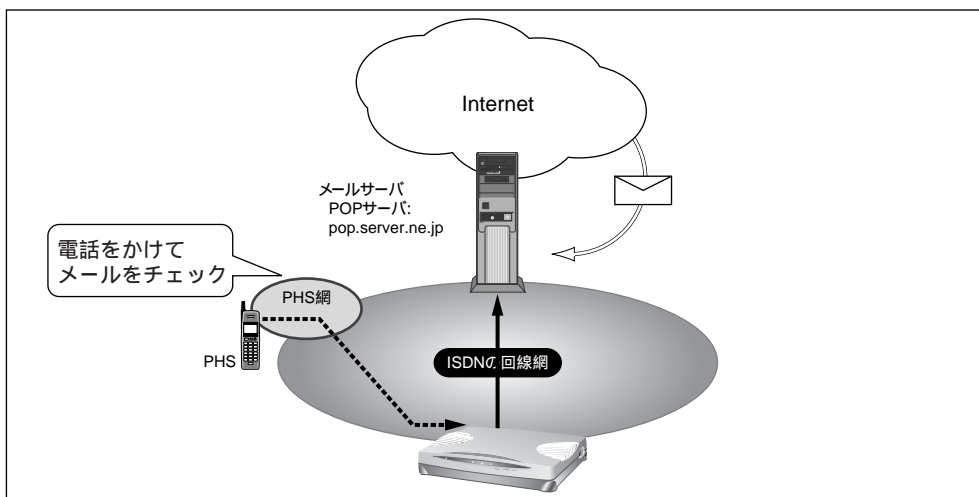 Internet
メールサーバ
POPサーバ:
pop.server.ne.jp
電話をかけて
メールをチェック
PHS網
PHS
ISDNの回線網